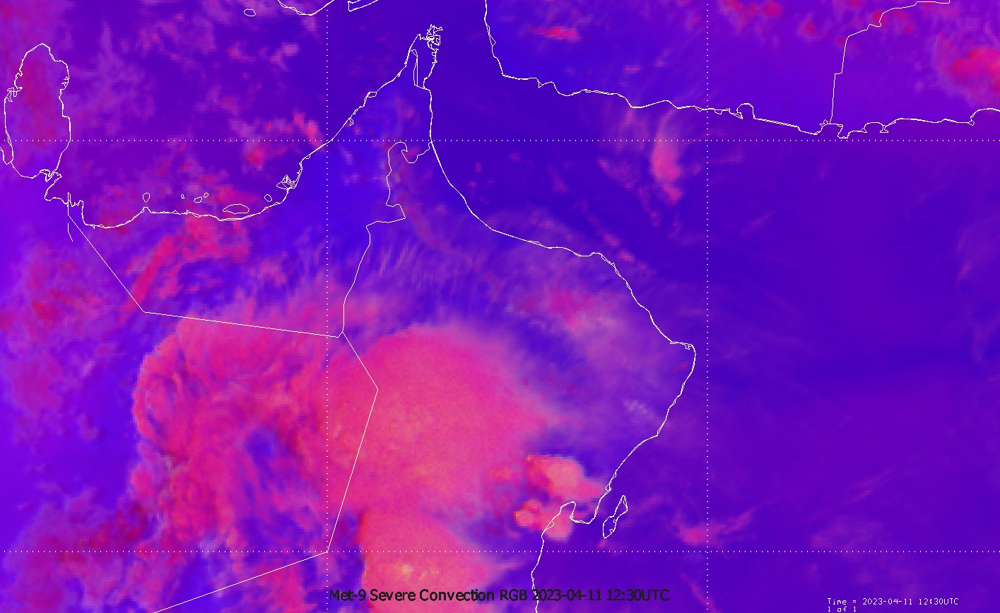 Met-9 Severe Convection RGB 2023-04-11 12:30UTC
Time = 2023-04-11 12:30UTC
1 of 1